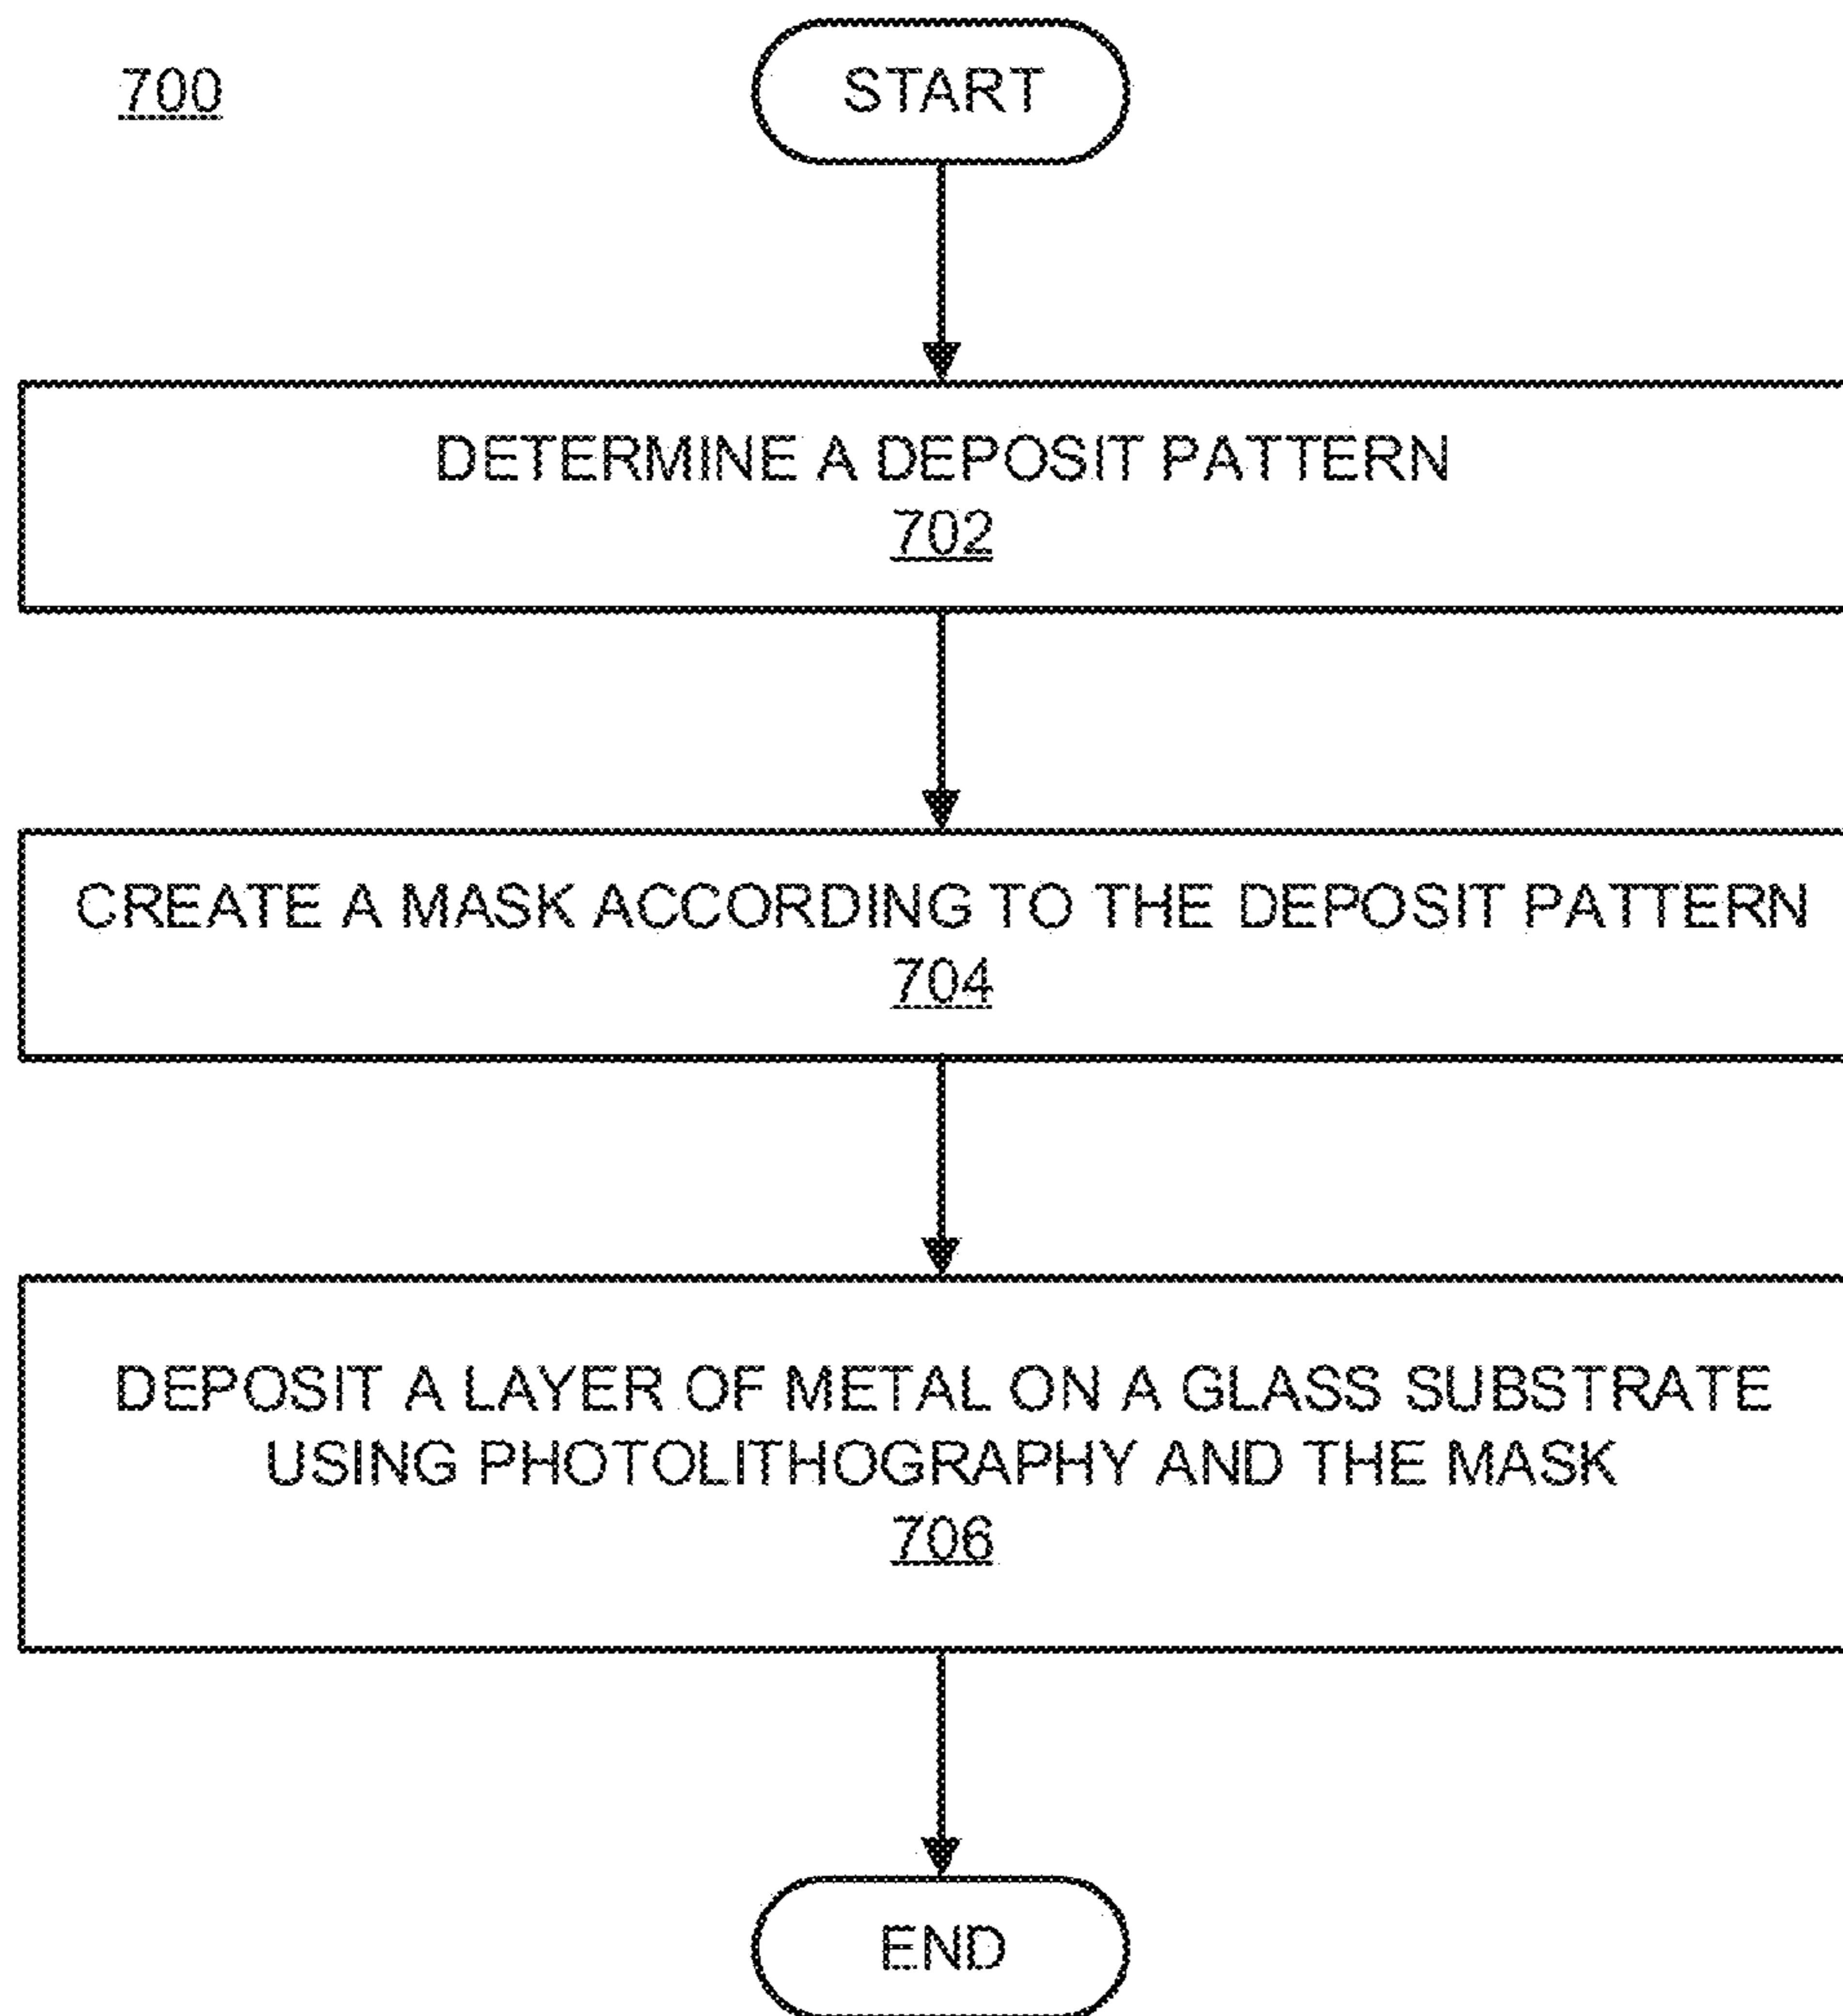 700
START
DETERMINE A DEPOSIT PATTERN
702
CREATE A MASK ACCORDING TO THE DEPOSIT PATTERN
704
DEPOSIT A LAYER OF METAL ON A GLASS SUBSTRATE
USING PHOTOLITHOGRAPHY AND THE MASK
706
END